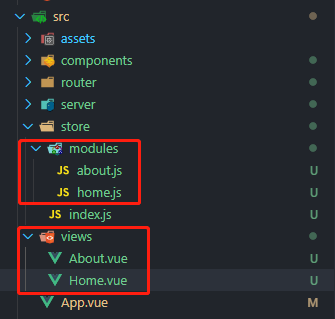 src
assets
components
router
server
store
modules
JS about.js U
JS home.js U
JS index.js U
views
About.vue U
Home.vue U
App.vue M